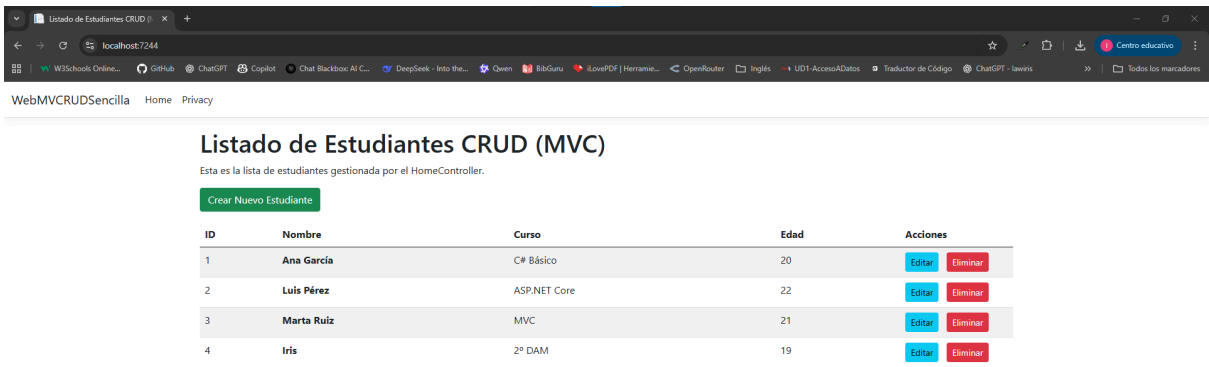 Listado de Estudiantes CRUD (M
localhost:7244
Centro educativo
W3Schools Online... GitHub ChatGPT Copilot Chat Blackbox: AI C... DeepSeek - Into the... Qwen BibGuru iLovePDF | Herramie... OpenRouter Inglés UD1-AccesoADatos Traductor de Código ChatGPT - lawiris » Todos los marcadores
WebMVCRUDSencilla Home Privacy
Listado de Estudiantes CRUD (MVC)
Esta es la lista de estudiantes gestionada por el HomeController.
Crear Nuevo Estudiante
ID Nombre Curso Edad Acciones
1 Ana García C# Básico 20 Editar Eliminar
2 Luis Pérez ASP.NET Core 22 Editar Eliminar
3 Marta Ruiz MVC 21 Editar Eliminar
4 Iris 2º DAM 19 Editar Eliminar